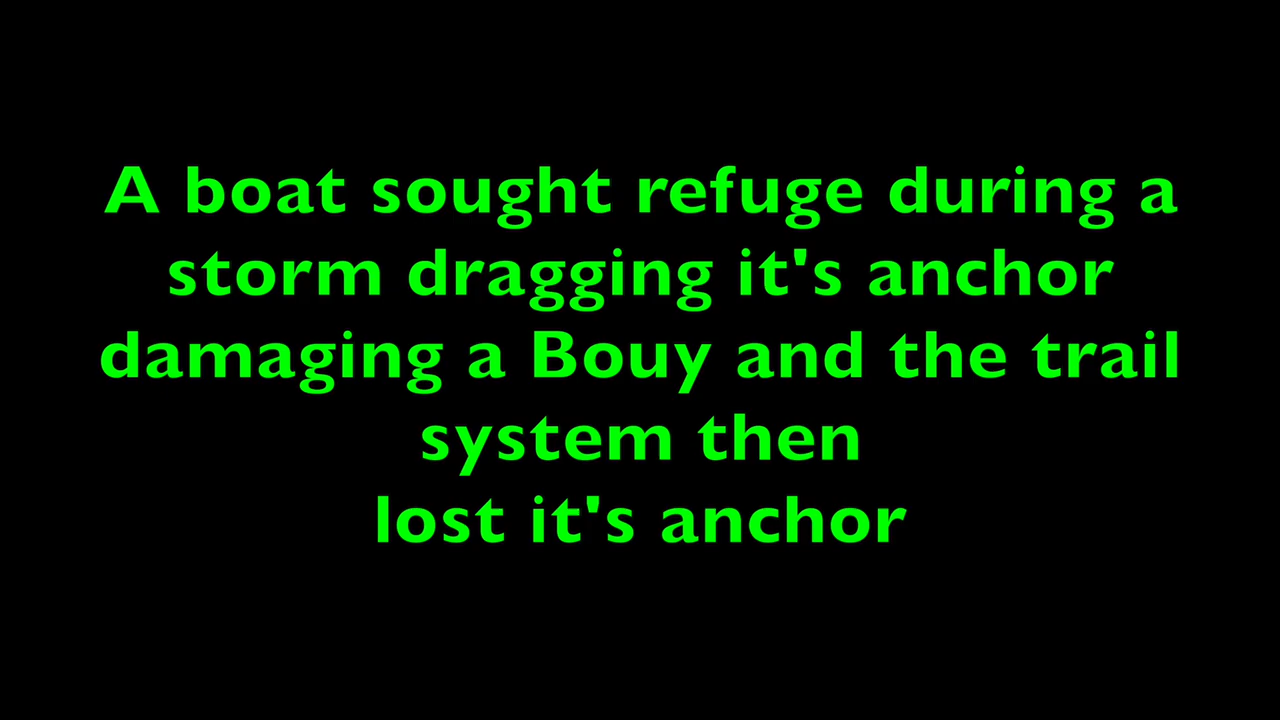 A boat sought refuge during a
storm dragging it's anchor
damaging a Bouy and the trail
system then
lost it's anchor